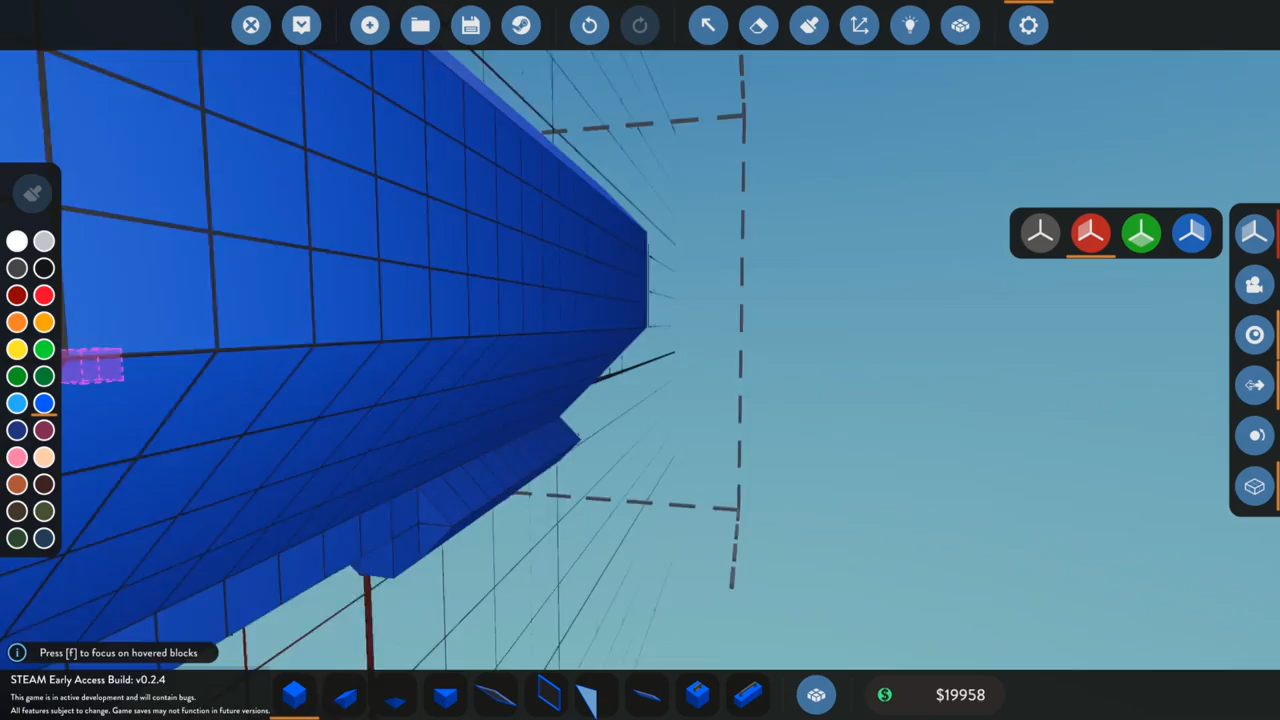 Press [f] to focus on hovered blocks
STEAM Early Access Build: v0.2.4
This game is in active development and will contain bugs.
All features subject to change. Game saves may not function in future versions.
$
$19958